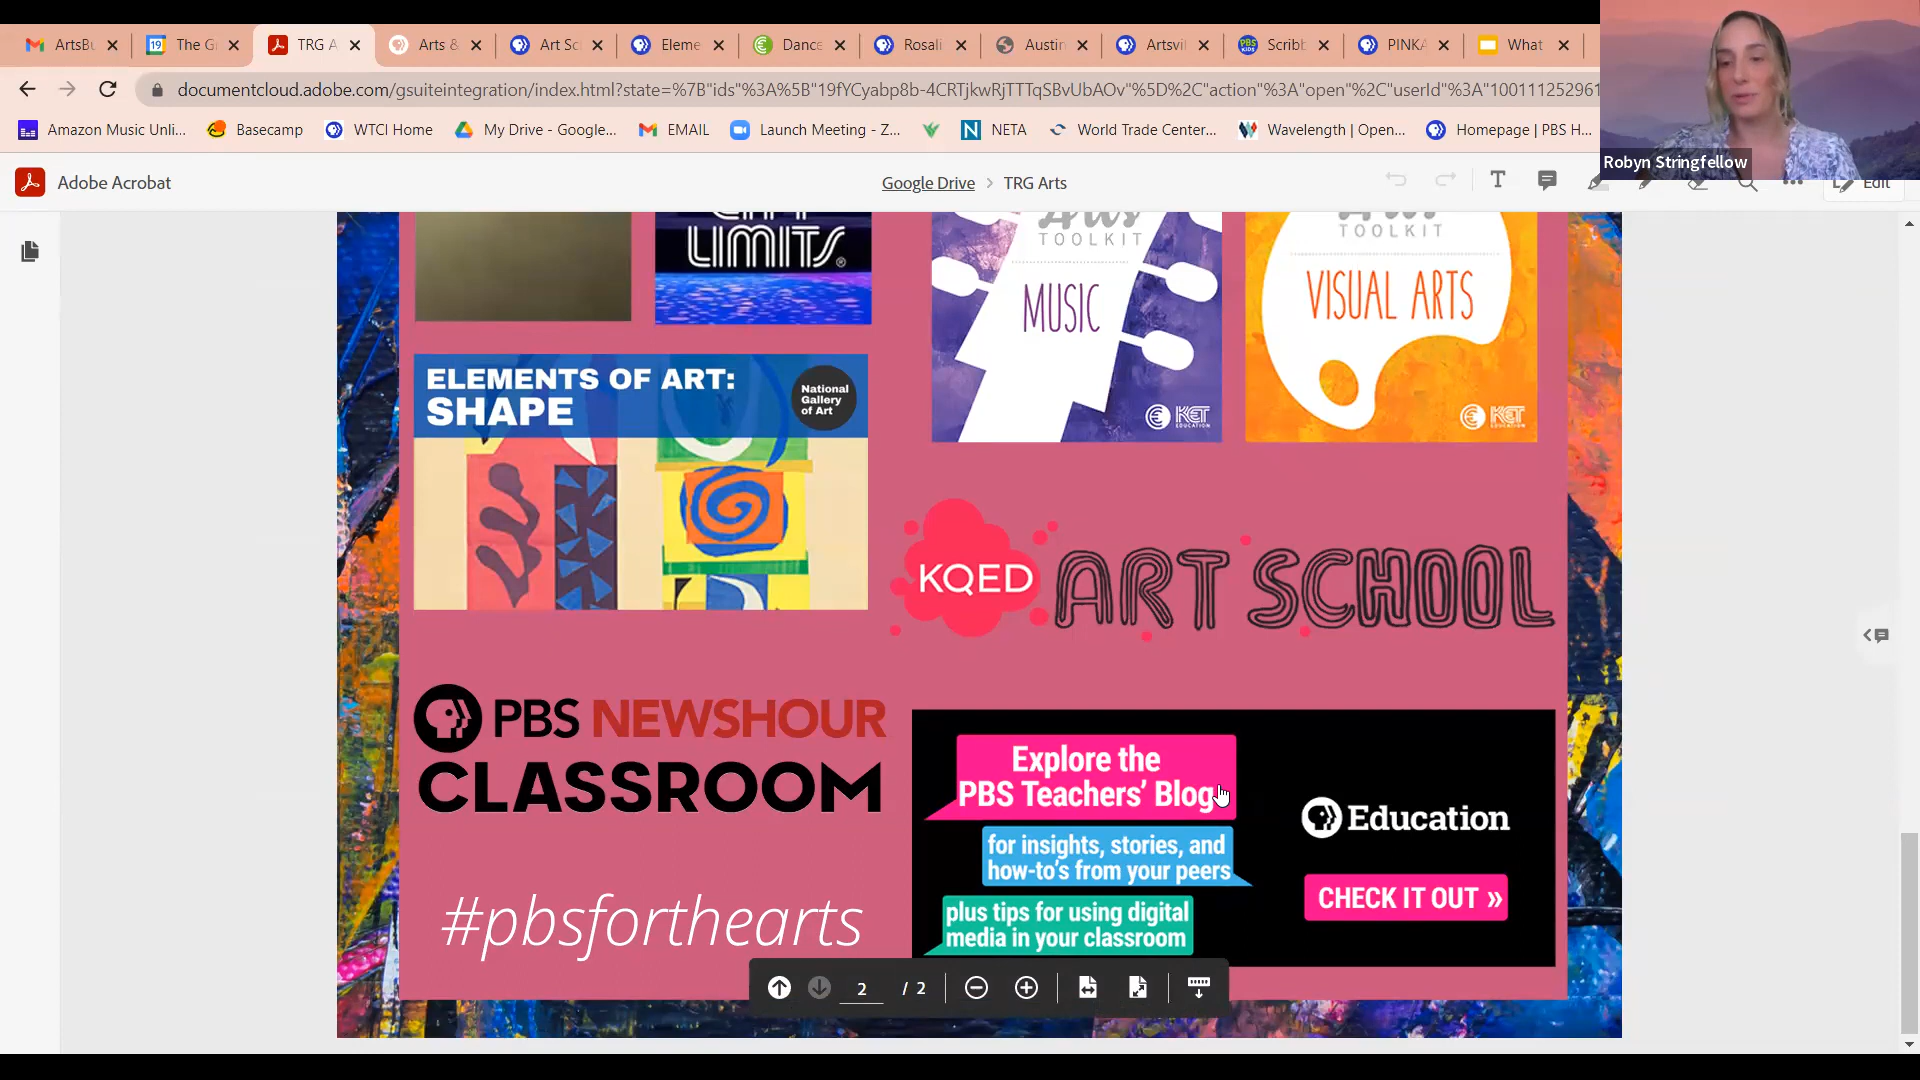 ArtsBu
The G
TRG A
Arts &
Art Sc
Eleme
Dance
Rosali
Austin
Artsvil
Scribb
PINKA
What
documentcloud.adobe.com/gsuiteintegration/index.html?state=%7B"ids"%3A%5B"19fYCyabp8b-4CRTjkwRjTTTqSBvUbAOv"%5D%2C"action"%3A"open"%2C"userId"%3A"100111252961
Amazon Music Unli...
Basecamp
WTCI Home
My Drive - Google...
EMAIL
Launch Meeting - Z...
NETA
World Trade Center...
Wavelength | Open...
Homepage | PBS H...
Robyn Stringfellow
Adobe Acrobat
Google Drive > TRG Arts
Edit
LIMITS®
Arts
TOOLKIT
MUSIC
KET
EDUCATION
TOOLKIT
VISUAL ARTS
KET
EDUCATION
ELEMENTS OF ART:
SHAPE
National
Gallery
of Art
KQED ART SCHOOL
PBS NEWSHOUR
CLASSROOM
#pbsforthearts
Explore the
PBS Teachers' Blog
for insights, stories, and
how-to's from your peers
plus tips for using digital
media in your classroom
Education
CHECK IT OUT »
2 / 2